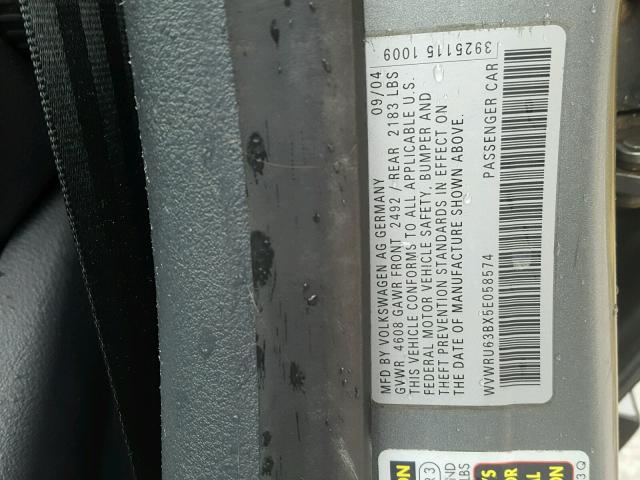 3925115 1009
MFD BY VOLKSWAGEN AG GERMANY 09/04
GVWR 4608 GAWR FRONT 2492 / REAR 2183 LBS
THIS VEHICLE CONFORMS TO ALL APPLICABLE U.S.
FEDERAL MOTOR VEHICLE SAFETY, BUMPER AND
THEFT PREVENTION STANDARDS IN EFFECT ON
THE DATE OF MANUFACTURE SHOWN ABOVE.
WVWRU63BX5E058574 PASSENGER CAR